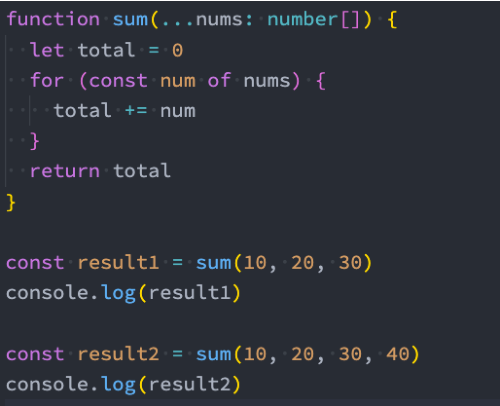 function sum(...nums: number[]) {
  let total = 0
  for (const num of nums) {
    total += num
  }
  return total
}

const result1 = sum(10, 20, 30)
console.log(result1)

const result2 = sum(10, 20, 30, 40)
console.log(result2)